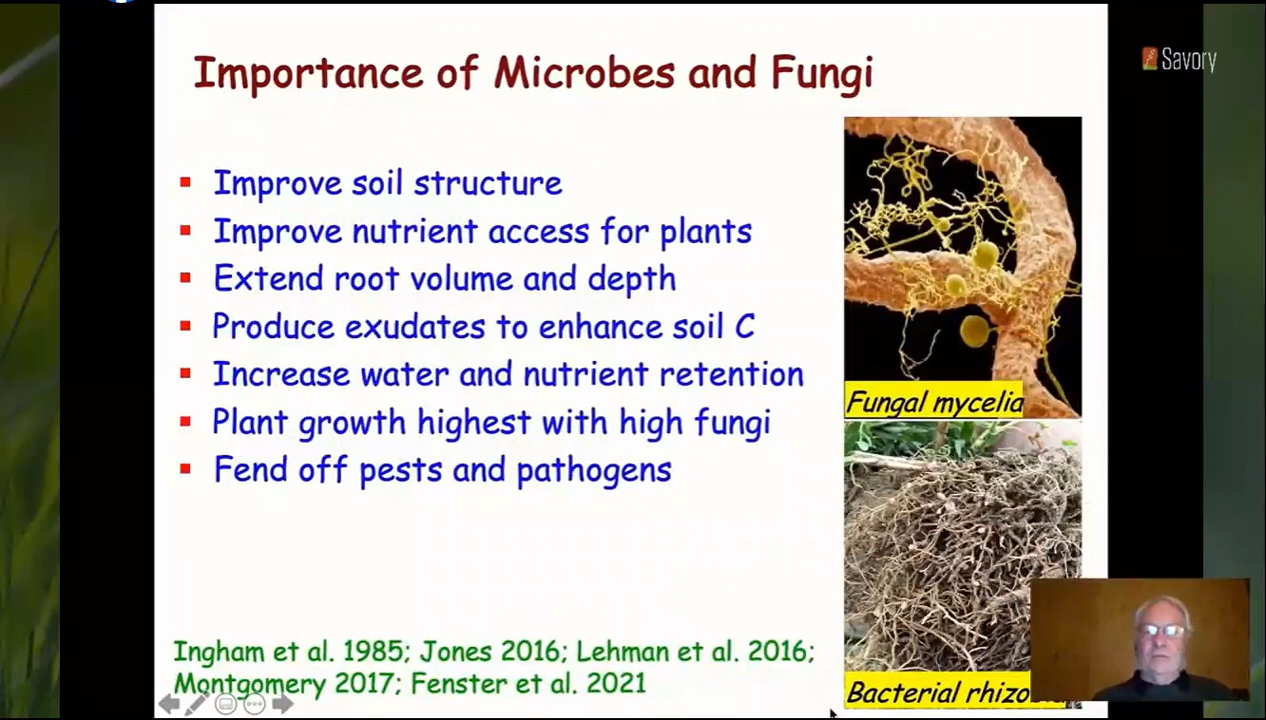 Importance of Microbes and Fungi
Savory
Improve soil structure
Improve nutrient access for plants
Extend root volume and depth
Produce exudates to enhance soil C
Increase water and nutrient retention
Plant growth highest with high fungi
Fend off pests and pathogens
Fungal mycelia
Ingham et al. 1985; Jones 2016; Lehman et al. 2016;
Montgomery 2017; Fenster et al. 2021
Bacterial